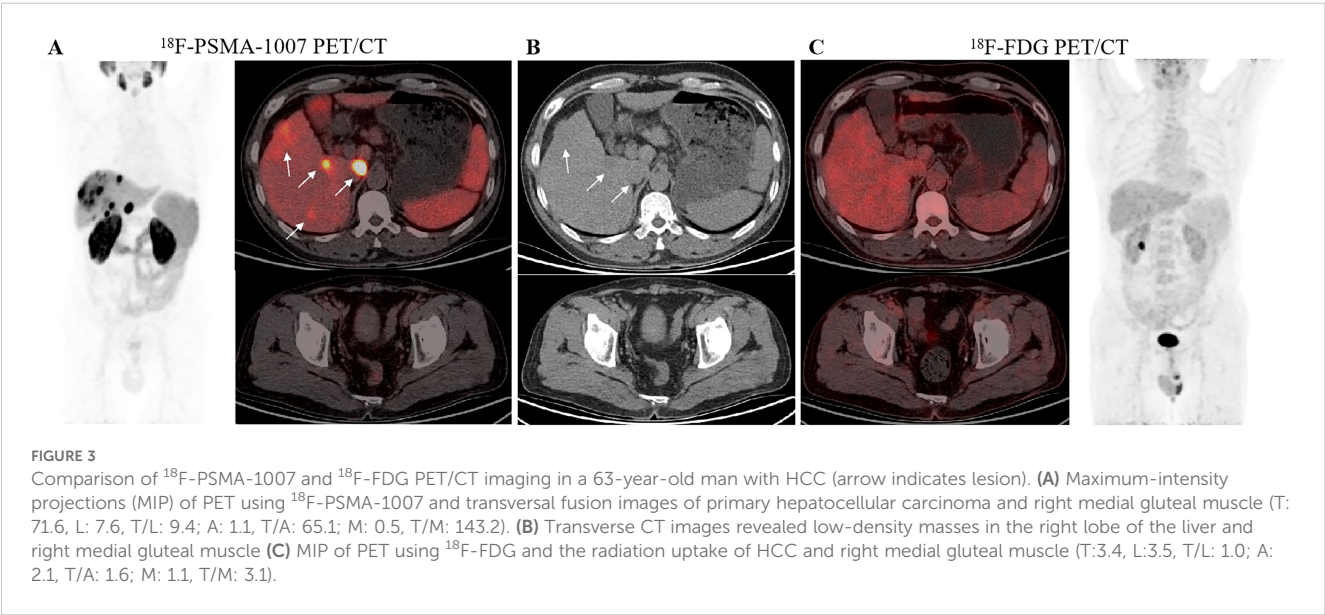 A ¹⁸F-PSMA-1007 PET/CT B C ¹⁸F-FDG PET/CT
FIGURE 3
Comparison of ¹⁸F-PSMA-1007 and ¹⁸F-FDG PET/CT imaging in a 63-year-old man with HCC (arrow indicates lesion). (A) Maximum-intensity
projections (MIP) of PET using ¹⁸F-PSMA-1007 and transversal fusion images of primary hepatocellular carcinoma and right medial gluteal muscle (T:
71.6, L: 7.6, T/L: 9.4; A: 1.1, T/A: 65.1; M: 0.5, T/M: 143.2). (B) Transverse CT images revealed low-density masses in the right lobe of the liver and
right medial gluteal muscle (C) MIP of PET using ¹⁸F-FDG and the radiation uptake of HCC and right medial gluteal muscle (T:3.4, L:3.5, T/L: 1.0; A:
2.1, T/A: 1.6; M: 1.1, T/M: 3.1).